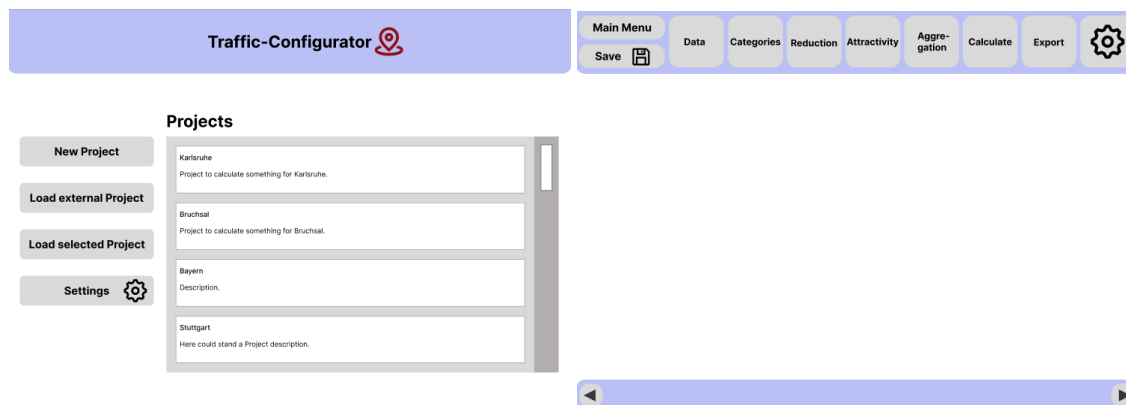 Traffic-Configurator
Projects
New Project
Load external Project
Load selected Project
Settings
Karlsruhe
Project to calculate something for Karlsruhe.
Bruchsal
Project to calculate something for Bruchsal.
Bayern
Description.
Stuttgart
Here could stand a Project description.
Main Menu
Save
Data
Categories
Reduction
Attractivity
Aggre-
gation
Calculate
Export